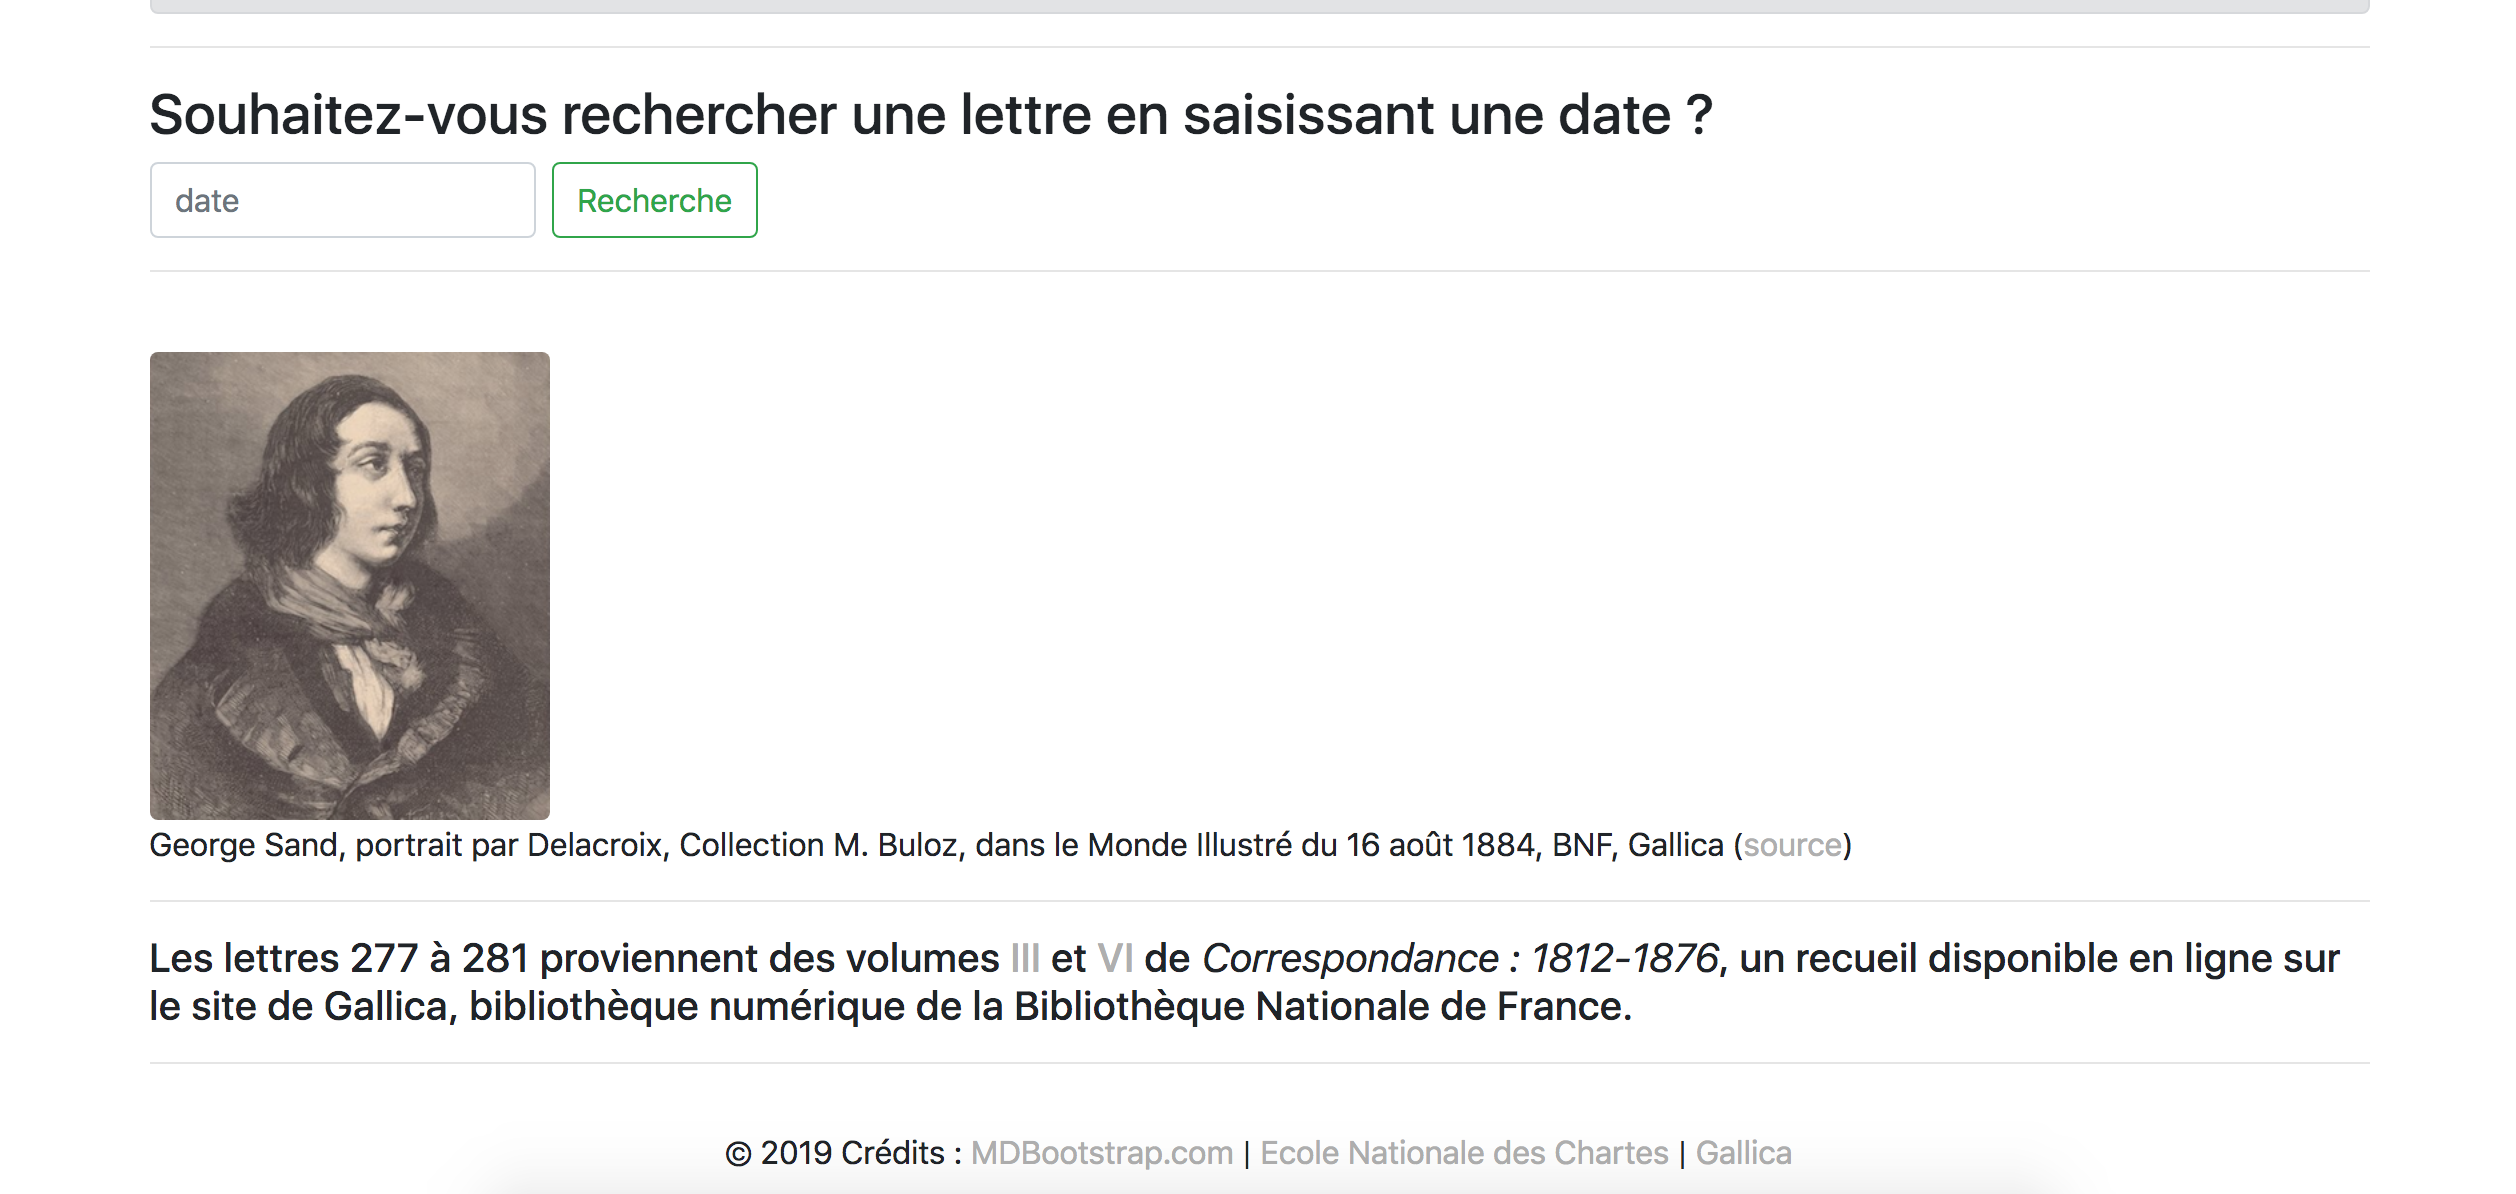 Souhaitez-vous rechercher une lettre en saisissant une date ?
date
Recherche
George Sand, portrait par Delacroix, Collection M. Buloz, dans le Monde Illustré du 16 août 1884, BNF, Gallica (source)
Les lettres 277 à 281 proviennent des volumes III et VI de Correspondance : 1812-1876, un recueil disponible en ligne sur
le site de Gallica, bibliothèque numérique de la Bibliothèque Nationale de France.
© 2019 Crédits : MDBootstrap.com | Ecole Nationale des Chartes | Gallica